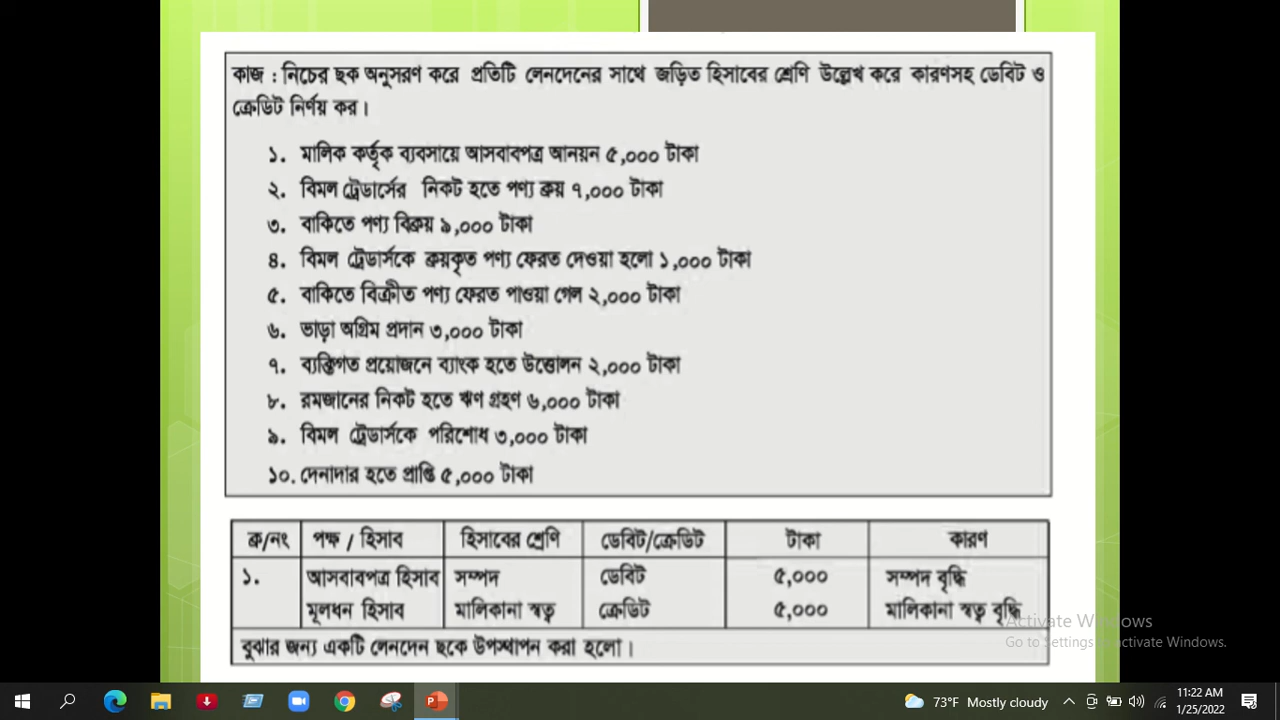 কাজ : নিচের ছক অনুসরণ করে প্রতিটি লেনদেনের সাথে জড়িত হিসাবের শ্রেণি উল্লেখ করে কারণসহ ডেবিট ও
ক্রেডিট নির্ণয় কর।
১. মালিক কর্তৃক ব্যবসায়ে আসবাবপত্র আনয়ন ৫,০০০ টাকা
২. বিমল ট্রেডার্সের নিকট হতে পণ্য ক্রয় ৭,০০০ টাকা
৩. বাকিতে পণ্য বিক্রয় ৯,০০০ টাকা
৪. বিমল ট্রেডার্সকে ক্রয়কৃত পণ্য ফেরত দেওয়া হলো ১,০০০ টাকা
৫. বাকিতে বিক্রীত পণ্য ফেরত পাওয়া গেল ২,০০০ টাকা
৬. ভাড়া অগ্রিম প্রদান ৩,০০০ টাকা
৭. ব্যক্তিগত প্রয়োজনে ব্যাংক হতে উত্তোলন ২,০০০ টাকা
৮. রমজানের নিকট হতে ঋণ গ্রহণ ৬,০০০ টাকা
৯. বিমল ট্রেডার্সকে পরিশোধ ৩,০০০ টাকা
১০. দেনাদার হতে প্রাপ্তি ৫,০০০ টাকা
ক্র/নং পক্ষ / হিসাব হিসাবের শ্রেণি ডেবিট/ক্রেডিট টাকা কারণ
১. আসবাবপত্র হিসাব সম্পদ ডেবিট ৫,০০০ সম্পদ বৃদ্ধি
মূলধন হিসাব মালিকানা স্বত্ব ক্রেডিট ৫,০০০ মালিকানা স্বত্ব বৃদ্ধি
বুঝার জন্য একটি লেনদেন ছকে উপস্থাপন করা হলো।
Activate Windows
Go to Settings to activate Windows.
73°F Mostly cloudy
11:22 AM
1/25/2022